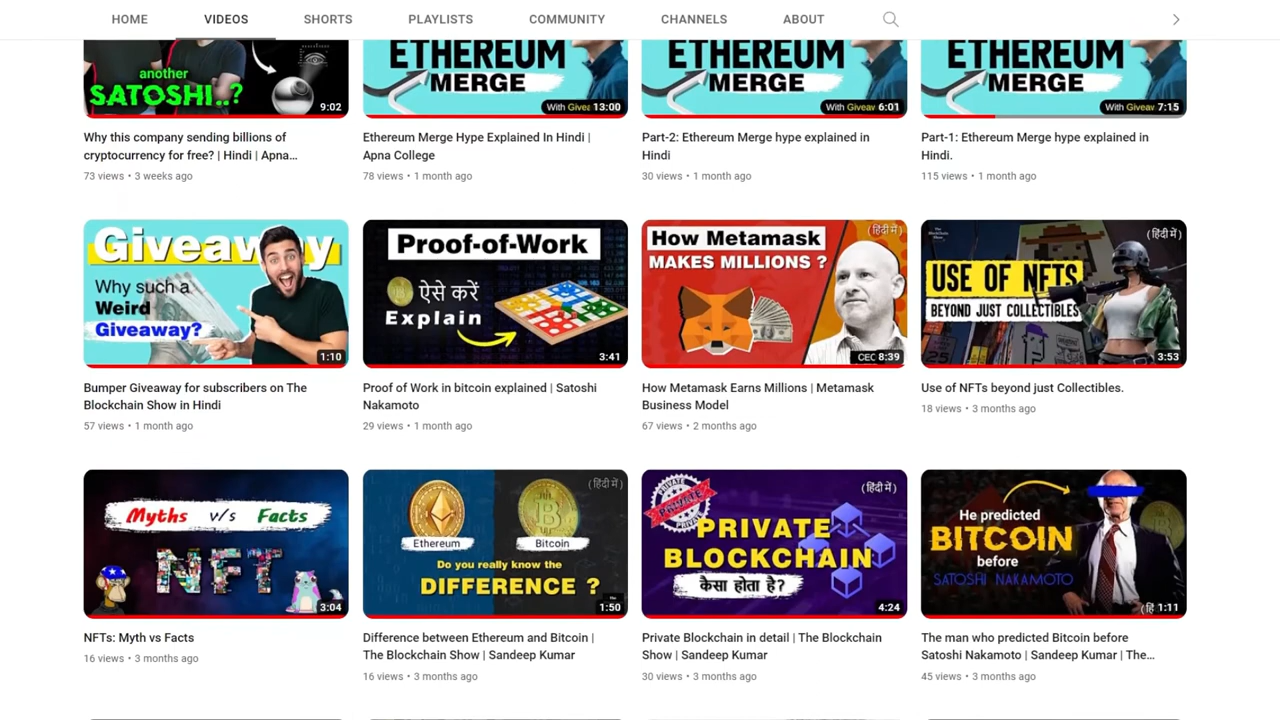 HOME VIDEOS SHORTS PLAYLISTS COMMUNITY CHANNELS ABOUT
another
SATOSHI..?
9:02
ETHEREUM
MERGE
With Giveav 13:00
ETHEREUM
MERGE
With Giveav 6:01
ETHEREUM
MERGE
With Giveav 7:15
Why this company sending billions of
cryptocurrency for free? | Hindi | Apna...
73 views • 3 weeks ago
Ethereum Merge Hype Explained In Hindi |
Apna College
78 views • 1 month ago
Part-2: Ethereum Merge hype explained in
Hindi
30 views • 1 month ago
Part-1: Ethereum Merge hype explained in
Hindi.
115 views • 1 month ago
Giveaway
Why such a
Weird
Giveaway?
1:10
Proof-of-Work
ऐसे करें
Explain
3:41
How Metamask
MAKES MILLIONS ?
(हिंदी में)
CEO 8:39
The
Blockchain
Show
(हिंदी में)
USE OF NFTS
BEYOND JUST COLLECTIBLES
25
3:53
Bumper Giveaway for subscribers on The
Blockchain Show in Hindi
57 views • 1 month ago
Proof of Work in bitcoin explained | Satoshi
Nakamoto
29 views • 1 month ago
How Metamask Earns Millions | Metamask
Business Model
67 views • 2 months ago
Use of NFTs beyond just Collectibles.
18 views • 3 months ago
Myths v/s Facts
NFT
3:04
(हिंदी में)
Ethereum
Bitcoin
Do you really know the
DIFFERENCE ?
1:50
PRIVATE
(हिंदी में)
PRIVATE
BLOCKCHAIN
कैसा होता है?
4:24
He predicted
BITCOIN
before
SATOSHI NAKAMOTO
(हिं 1:11
NFTs: Myth vs Facts
16 views • 3 months ago
Difference between Ethereum and Bitcoin |
The Blockchain Show | Sandeep Kumar
16 views • 3 months ago
Private Blockchain in detail | The Blockchain
Show | Sandeep Kumar
30 views • 3 months ago
The man who predicted Bitcoin before
Satoshi Nakamoto | Sandeep Kumar | The...
45 views • 3 months ago